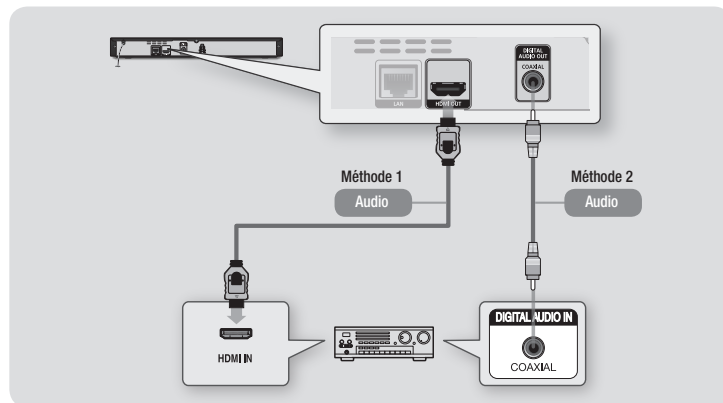 DIGITAL
AUDIO OUT
COAXIAL
LAN
HDMI OUT
Méthode 1
Audio
Méthode 2
Audio
HDMI IN
DIGITAL AUDIO IN
COAXIAL